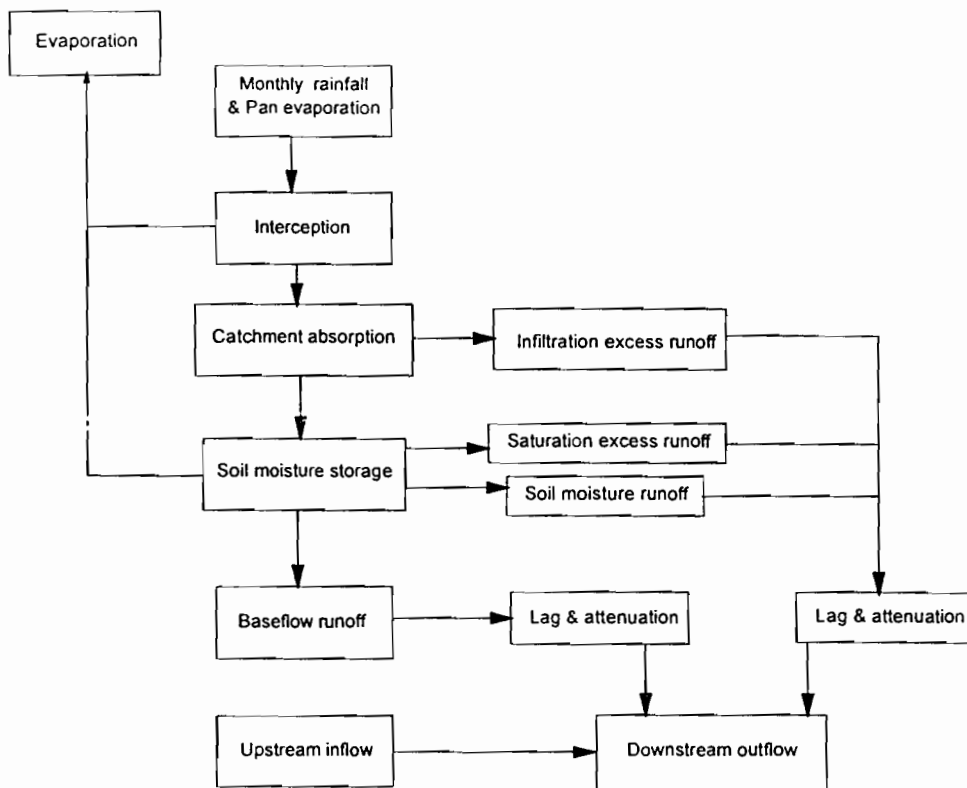 Evaporation
Monthly rainfall
& Pan evaporation
Interception
Catchment absorption
Infiltration excess runoff
Saturation excess runoff
Soil moisture storage
Soil moisture runoff
Baseflow runoff
Lag & attenuation
Lag & attenuation
Upstream inflow
Downstream outflow